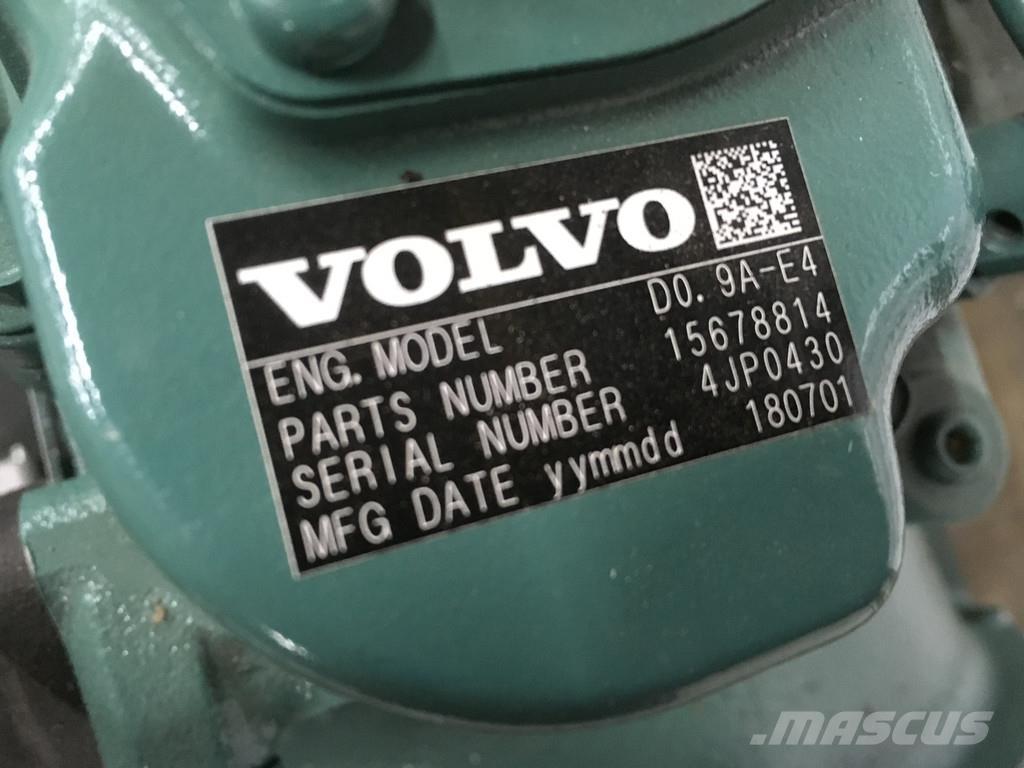 VOLVO
ENG. MODEL D0. 9A-E4
PARTS NUMBER 15678814
SERIAL NUMBER 4JP0430
MFG DATE yymmdd 180701
MASCUS